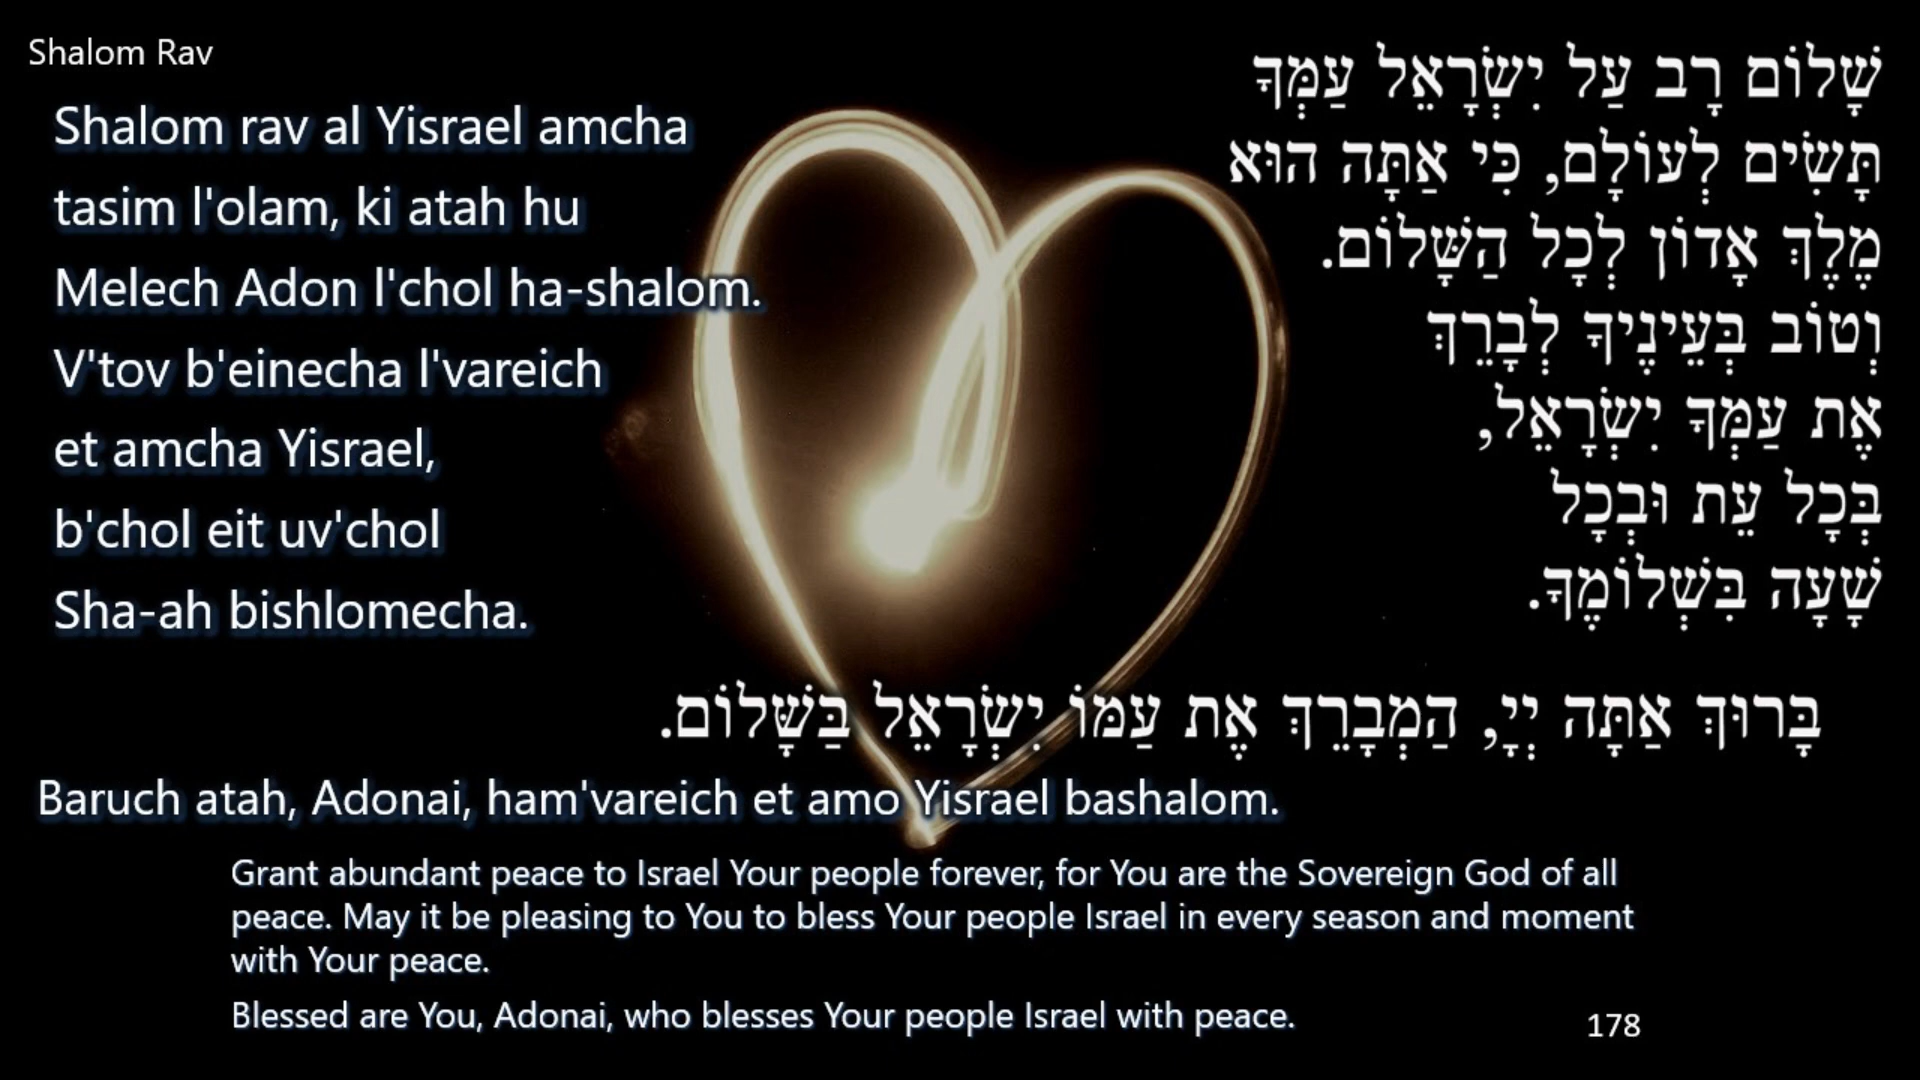 Shalom Rav
Shalom rav al Yisrael amcha
tasim l'olam, ki atah hu
Melech Adon l'chol ha-shalom.
V'tov b'einecha l'vareich
et amcha Yisrael,
b'chol eit uv'chol
Sha-ah bishlomecha.
שָׁלוֹם רָב עַל יִשְׂרָאֵל עַמְּךָ
תָּשִׂים לְעוֹלָם, כִּי אַתָּה הוּא
מֶלֶךְ אָדוֹן לְכָל הַשָּׁלוֹם.
וְטוֹב בְּעֵינֶיךָ לְבָרֵךְ
אֶת עַמְּךָ יִשְׂרָאֵל,
בְּכָל עֵת וּבְכָל
שָׁעָה בִּשְׁלוֹמֶךָ.
בָּרוּךְ אַתָּה יְיָ, הַמְבָרֵךְ אֶת עַמּוֹ יִשְׂרָאֵל בַּשָּׁלוֹם.
Baruch atah, Adonai, ham'vareich et amo Yisrael bashalom.
Grant abundant peace to Israel Your people forever, for You are the Sovereign God of all
peace. May it be pleasing to You to bless Your people Israel in every season and moment
with Your peace.
Blessed are You, Adonai, who blesses Your people Israel with peace.
178